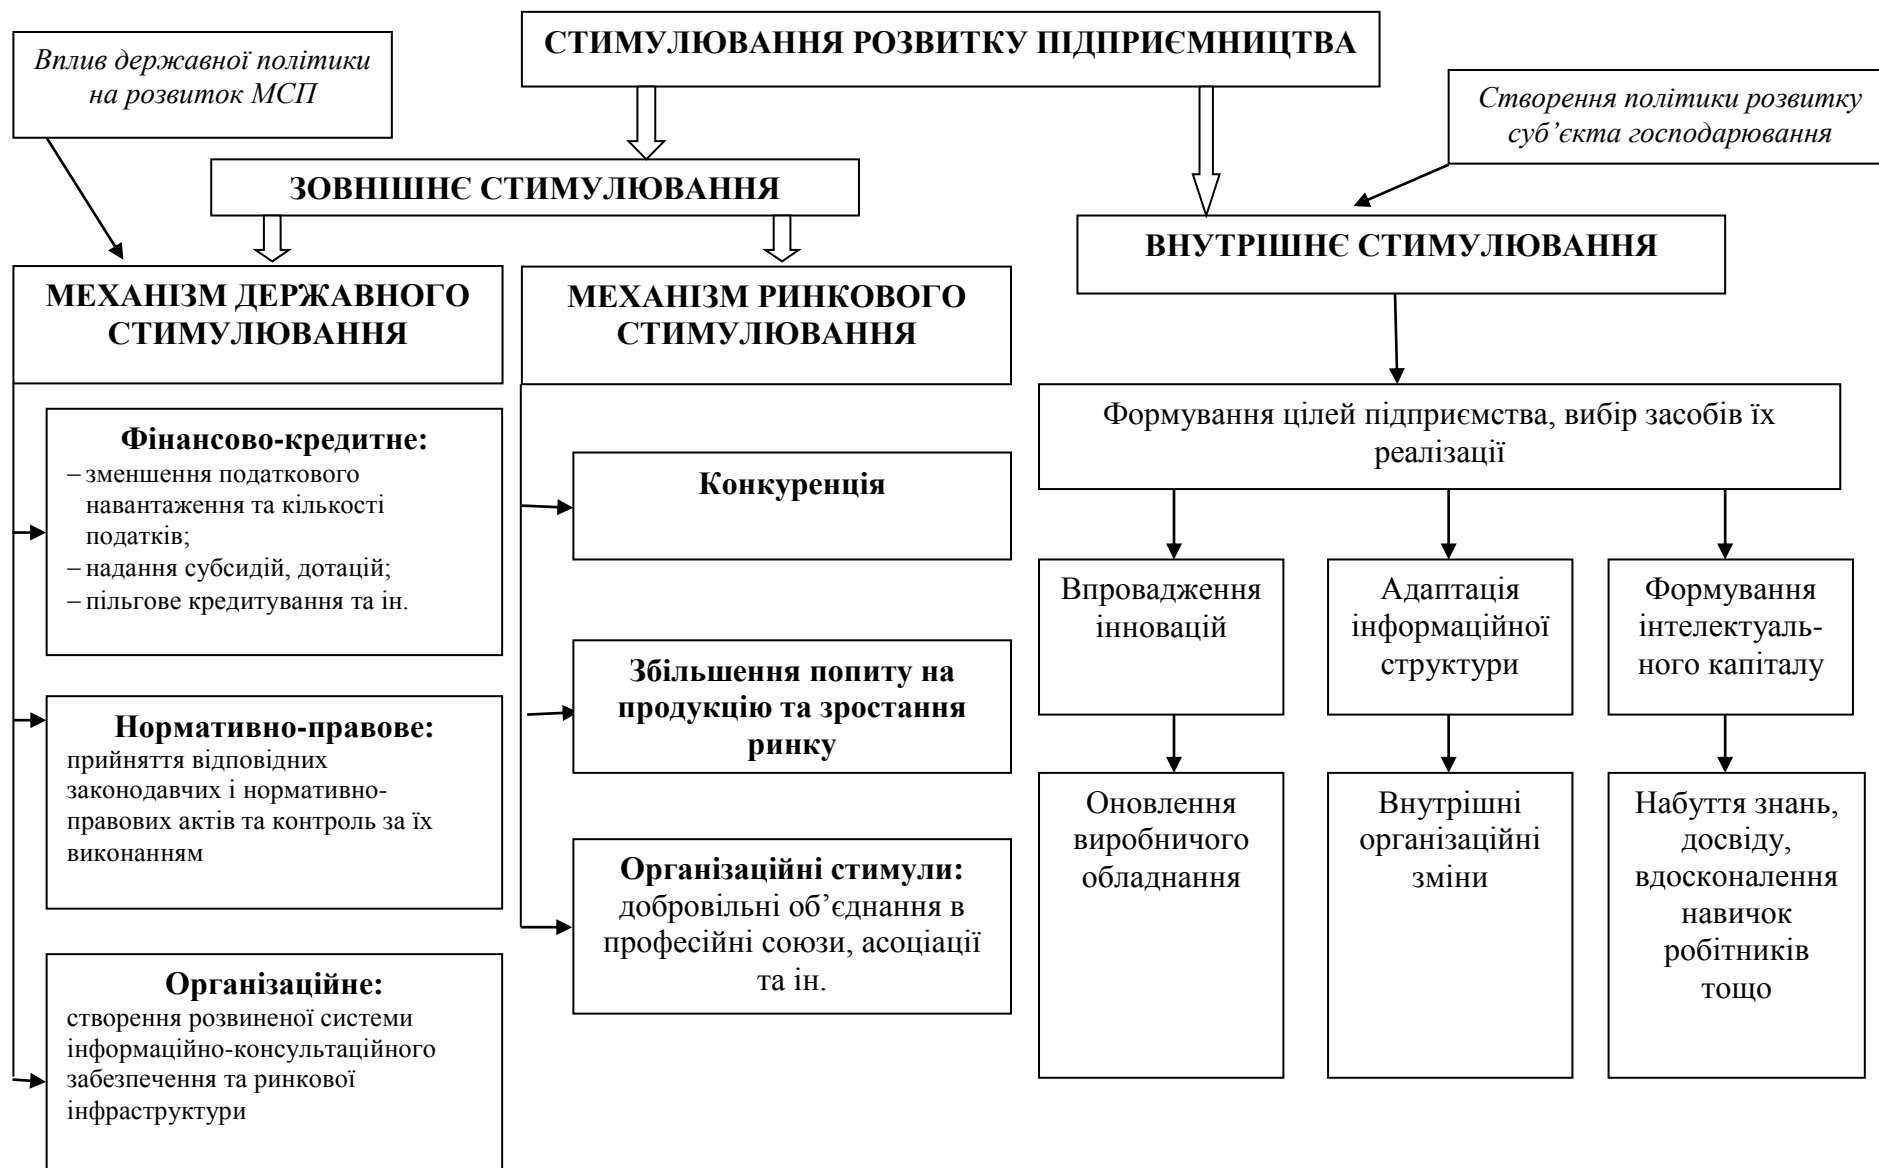 СТИМУЛЮВАННЯ РОЗВИТКУ ПІДПРИЄМНИЦТВА
Вплив державної політики
на розвиток МСП
Створення політики розвитку
суб’єкта господарювання
ЗОВНІШНЄ СТИМУЛЮВАННЯ
ВНУТРІШНЄ СТИМУЛЮВАННЯ
МЕХАНІЗМ ДЕРЖАВНОГО
СТИМУЛЮВАННЯ
МЕХАНІЗМ РИНКОВОГО
СТИМУЛЮВАННЯ
Фінансово-кредитне:
– зменшення податкового
навантаження та кількості
податків;
– надання субсидій, дотацій;
– пільгове кредитування та ін.
Нормативно-правове:
прийняття відповідних
законодавчих і нормативно-
правових актів та контроль за їх
виконанням
Організаційне:
створення розвиненої системи
інформаційно-консультаційного
забезпечення та ринкової
інфраструктури
Конкуренція
Збільшення попиту на
продукцію та зростання
ринку
Організаційні стимули:
добровільні об’єднання в
професійні союзи, асоціації
та ін.
Формування цілей підприємства, вибір засобів їх
реалізації
Впровадження
інновацій
Адаптація
інформаційної
структури
Формування
інтелектуаль-
ного капіталу
Оновлення
виробничого
обладнання
Внутрішні
організаційні
зміни
Набуття знань,
досвіду,
вдосконалення
навичок
робітників
тощо